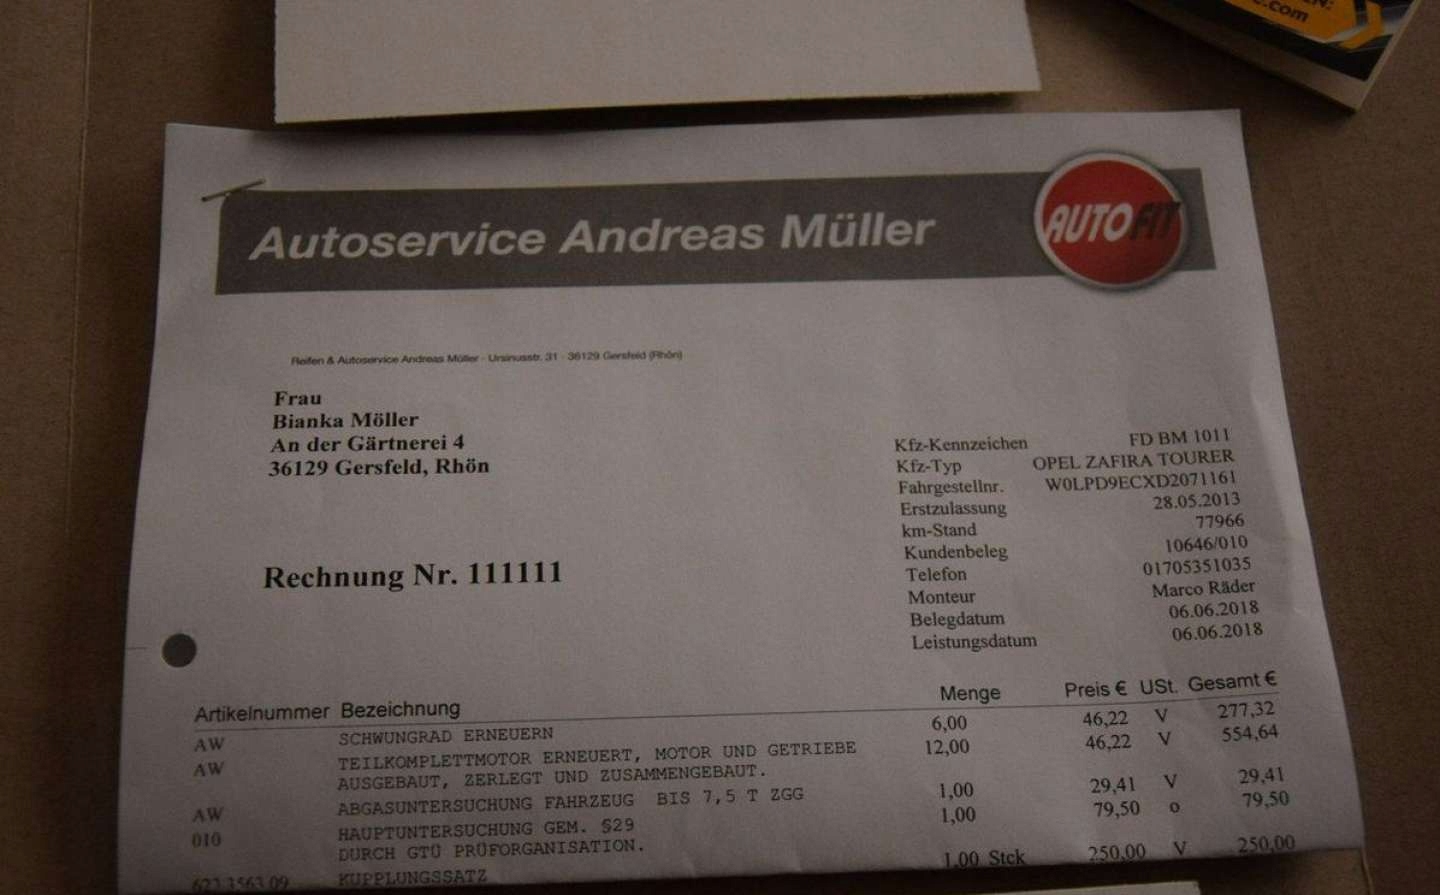 EN:
.com
Autoservice Andreas Müller
AUTOFIT
Reifen & Autoservice Andreas Müller · Ursinusstr. 31 · 36129 Gersfeld (Rhön)
Frau
Bianka Möller
An der Gärtnerei 4
36129 Gersfeld, Rhön
Kfz-Kennzeichen FD BM 1011
Kfz-Typ OPEL ZAFIRA TOURER
Fahrgestellnr. W0LPD9ECXD2071161
Erstzulassung 28.05.2013
km-Stand 77966
Kundenbeleg 10646/010
Telefon 01705351035
Monteur Marco Räder
Belegdatum 06.06.2018
Leistungsdatum 06.06.2018
Rechnung Nr. 111111
Artikelnummer Bezeichnung Menge Preis € USt. Gesamt €
AW SCHWUNGRAD ERNEUERN 6,00 46,22 V 277,32
AW TEILKOMPLETTMOTOR ERNEUERT, MOTOR UND GETRIEBE 12,00 46,22 V 554,64
AUSGEBAUT, ZERLEGT UND ZUSAMMENGEBAUT.
AW ABGASUNTERSUCHUNG FAHRZEUG BIS 7,5 T ZGG 1,00 29,41 V 29,41
010 HAUPTUNTERSUCHUNG GEM. §29 1,00 79,50 o 79,50
DURCH GTÜ PRÜFORGANISATION.
623 3563 09 KUPPLUNGSSATZ 1,00 Stck 250,00 V 250,00